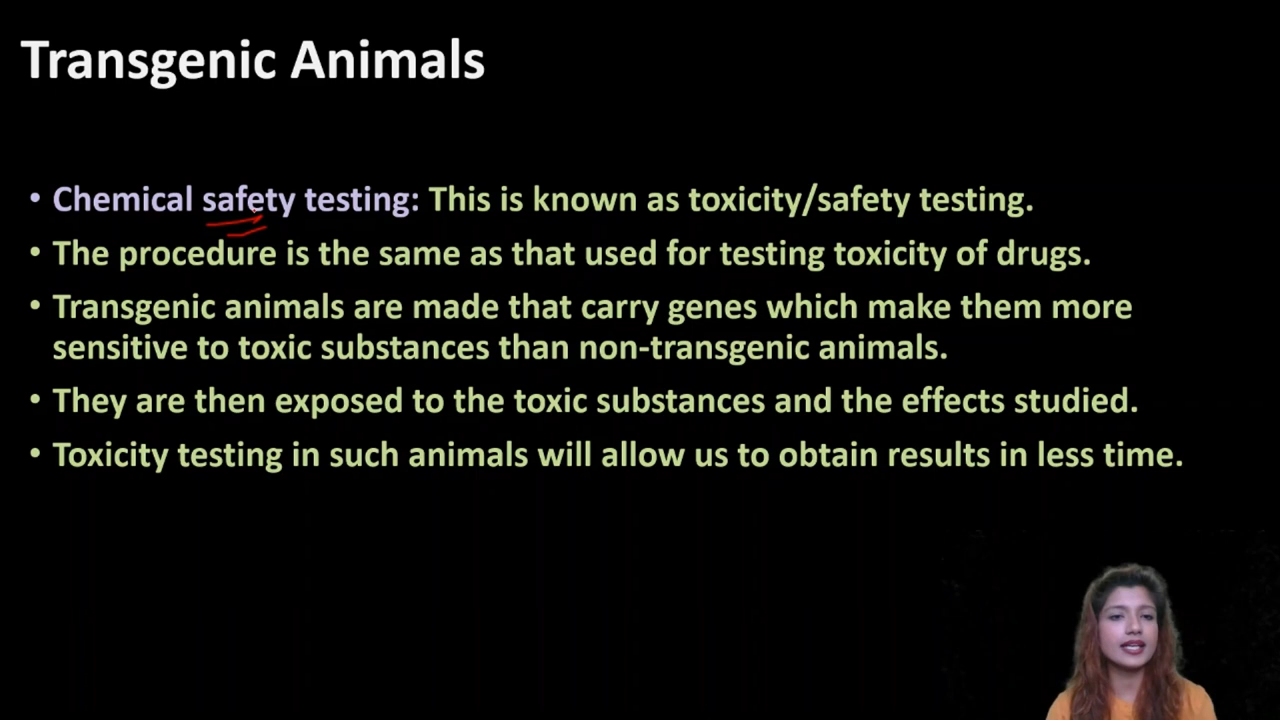 Transgenic Animals
• Chemical safety testing: This is known as toxicity/safety testing.
• The procedure is the same as that used for testing toxicity of drugs.
• Transgenic animals are made that carry genes which make them more
sensitive to toxic substances than non-transgenic animals.
• They are then exposed to the toxic substances and the effects studied.
• Toxicity testing in such animals will allow us to obtain results in less time.